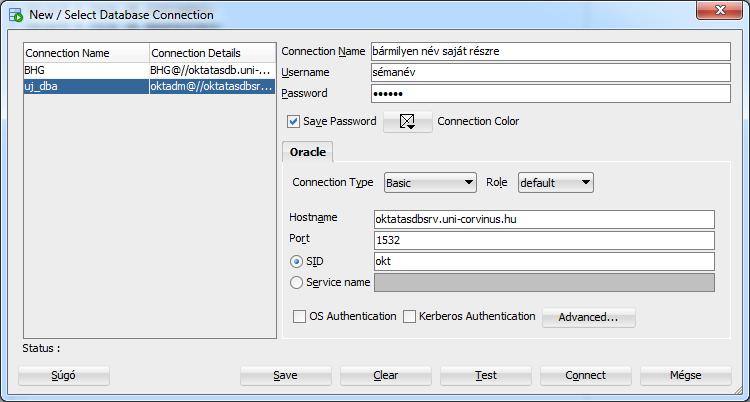 New / Select Database Connection
Connection Name Connection Details
BHG BHG@//oktatasdb.uni-...
uj_dba oktadm@//oktatasdbsr...
Connection Name bármilyen név saját részre
Username sémanév
Password ••••••
Save Password Connection Color
Oracle
Connection Type Basic Role default
Hostname oktatasdbsrv.uni-corvinus.hu
Port 1532
SID okt
Service name
OS Authentication Kerberos Authentication Advanced...
Status :
Súgó Save Clear Test Connect Mégse